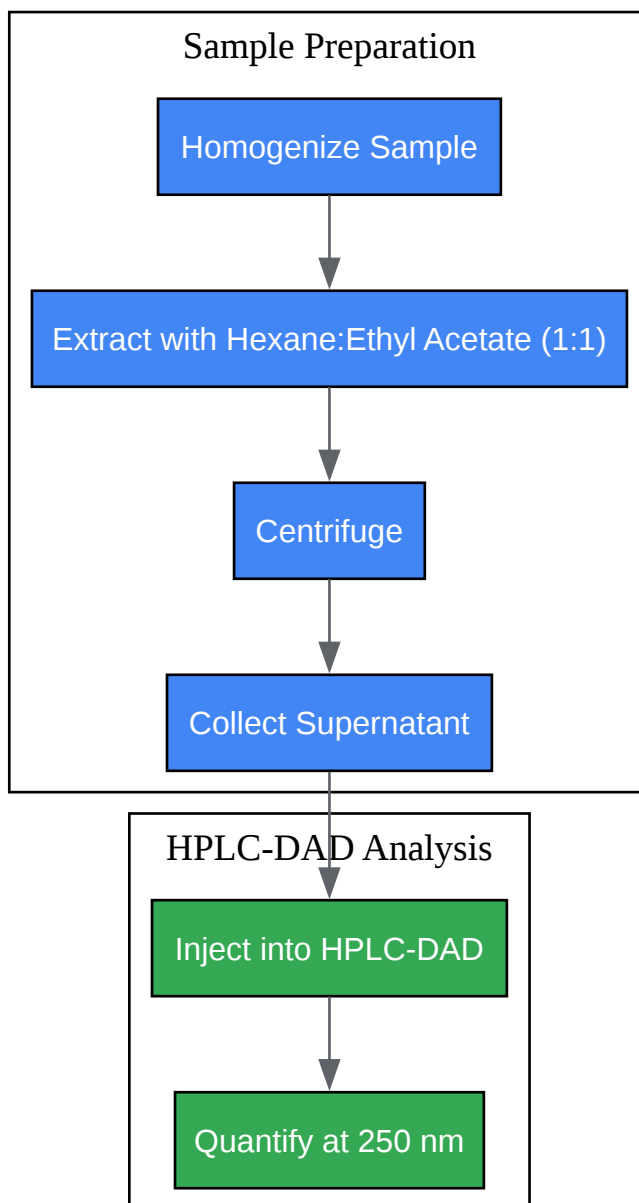 Sample Preparation
Homogenize Sample
Extract with Hexane:Ethyl Acetate (1:1)
Centrifuge
Collect Supernatant
HPLC-DAD Analysis
Inject into HPLC-DAD
Quantify at 250 nm